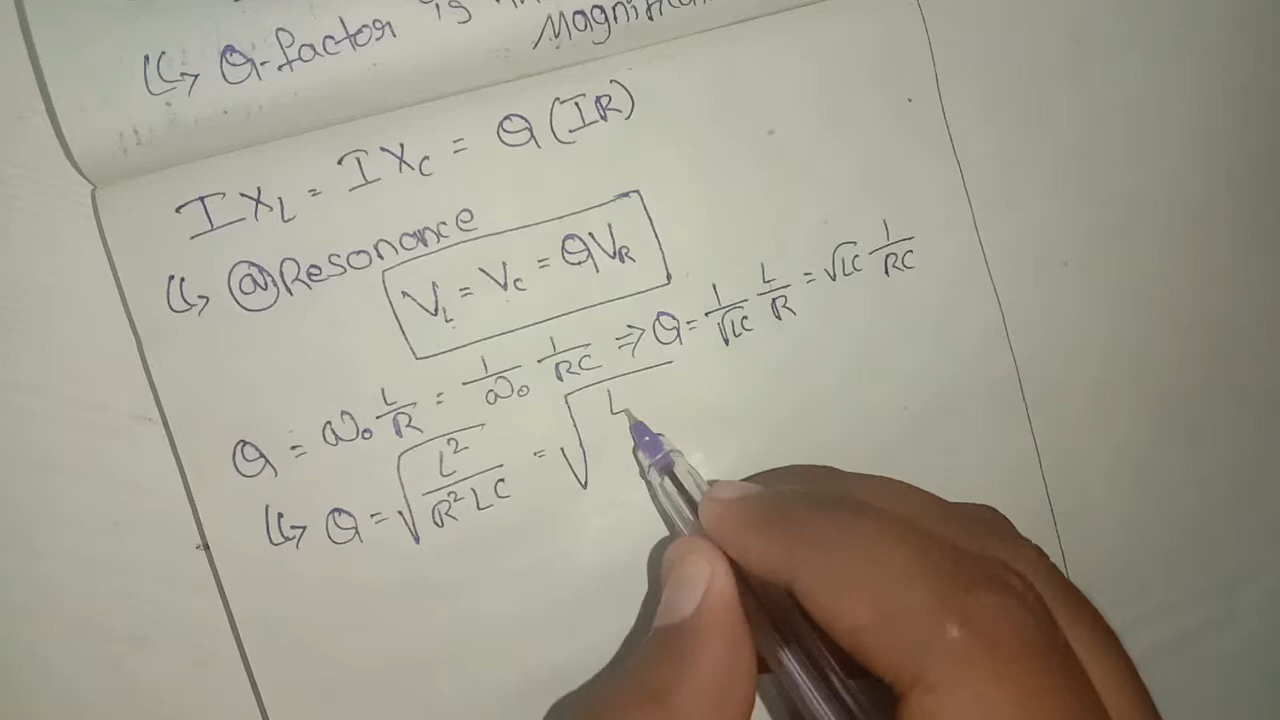 ↳ Q-factor is
IX_L = IX_C = Q(IR)
↳ @Resonance
V_L = V_C = QV_R
Q = ω₀ L/R = 1/ω₀ 1/RC ⇒ Q = 1/√LC L/R = √LC 1/RC
↳ Q = √(L²/R²LC) = √L